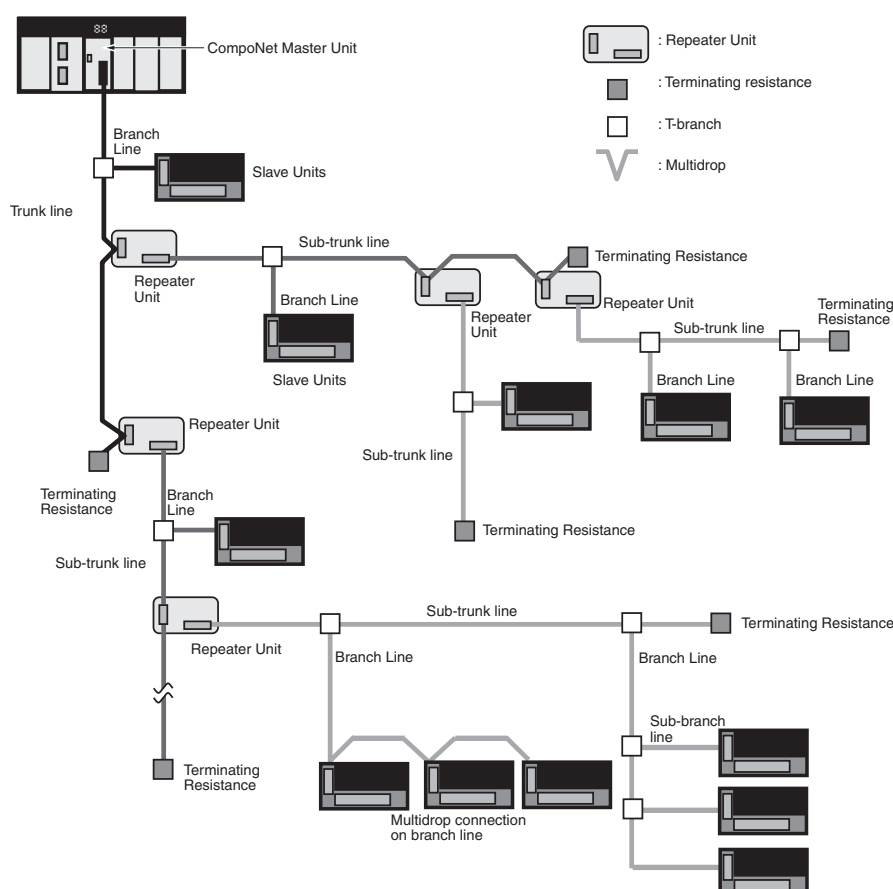 88
CompoNet Master Unit
: Repeater Unit
: Terminating resistance
: T-branch
: Multidrop
Branch
Line
Slave Units
Trunk line
Sub-trunk line
Repeater
Unit
Terminating Resistance
Branch Line
Slave Units
Repeater
Unit
Repeater Unit
Terminating
Resistance
Sub-trunk line
Branch Line
Branch Line
Repeater Unit
Sub-trunk line
Terminating
Resistance
Branch
Line
Terminating Resistance
Sub-trunk line
Sub-trunk line
Terminating Resistance
Repeater Unit
Branch Line
Branch Line
Sub-branch
line
Terminating
Resistance
Multidrop connection
on branch line